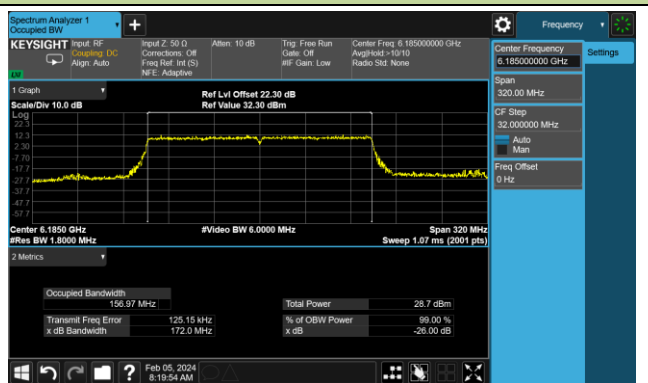 Spectrum Analyzer 1
Occupied BW
+
Frequency
KEYSIGHT
Input: RF
Coupling: DC
Align: Auto
Input Z: 50 Ω
Corrections: Off
Freq Ref: Int (S)
NFE: Adaptive
Atten: 10 dB
Trig: Free Run
Gate: Off
#IF Gain: Low
Center Freq: 6.185000000 GHz
Avg|Hold:>10/10
Radio Std: None
Center Frequency
6.185000000 GHz
Settings
Span
320.00 MHz
CF Step
32.000000 MHz
Auto
Man
Freq Offset
0 Hz
1 Graph
Scale/Div 10.0 dB
Ref Lvl Offset 22.30 dB
Ref Value 32.30 dBm
Log
22.3
12.3
2.30
-7.70
-17.7
-27.7
-37.7
-47.7
-57.7
Center 6.1850 GHz
#Res BW 1.8000 MHz
#Video BW 6.0000 MHz
Span 320 MHz
Sweep 1.07 ms (2001 pts)
2 Metrics
Occupied Bandwidth
156.97 MHz
Total Power 28.7 dBm
Transmit Freq Error 125.15 kHz
% of OBW Power 99.00 %
x dB Bandwidth 172.0 MHz
x dB -26.00 dB
?
Feb 05, 2024
8:19:54 AM